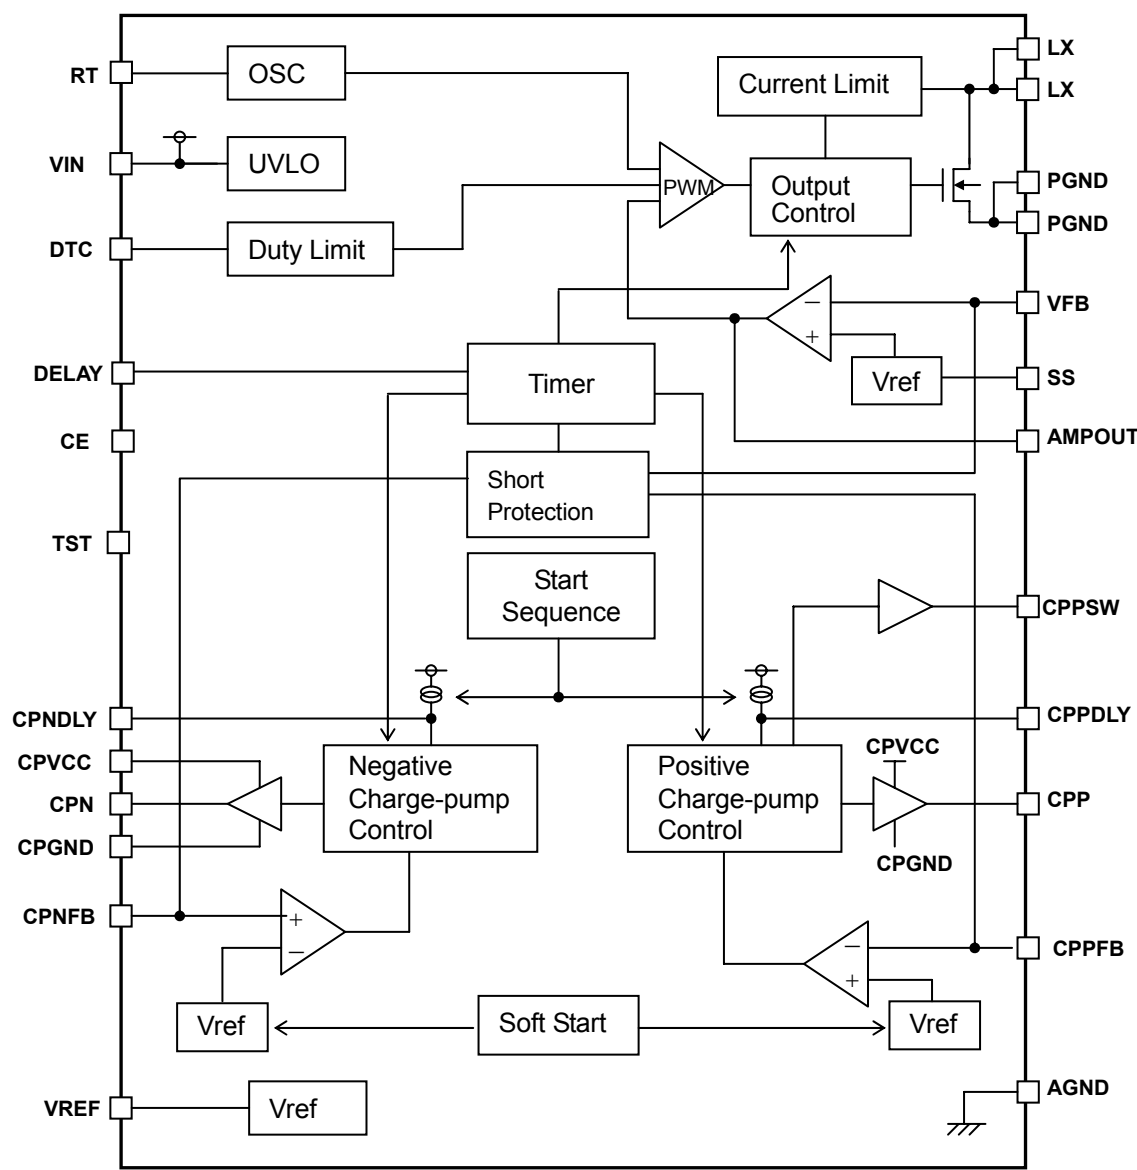 LX
RT
OSC
Current Limit
LX
VIN
UVLO
PWM
Output
Control
PGND
PGND
DTC
Duty Limit
−
+
VFB
DELAY
Timer
Vref
SS
CE
AMPOUT
Short
Protection
TST
Start
Sequence
CPPSW
CPNDLY
CPPDLY
CPVCC
Negative
Charge-pump
Control
Positive
Charge-pump
Control
CPVCC
CPN
CPP
CPGND
CPGND
CPNFB
+
−
−
+
CPPFB
Vref
Soft Start
Vref
AGND
VREF
Vref